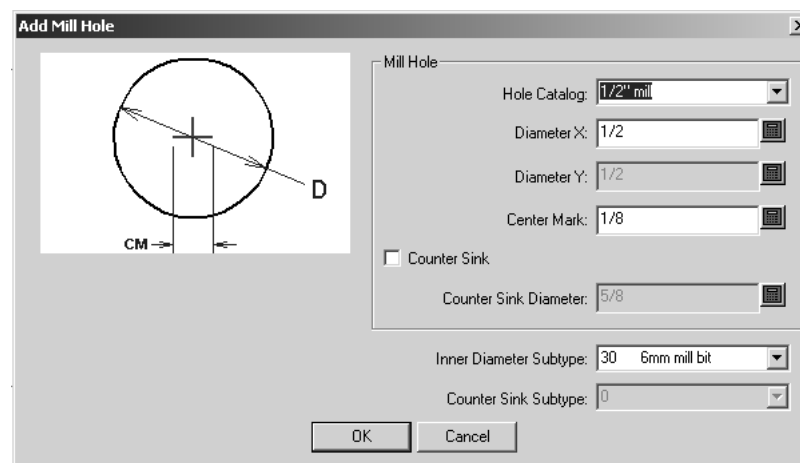 Add Mill Hole
D
CM
Mill Hole
Hole Catalog: 1/2" mill
Diameter X: 1/2
Diameter Y: 1/2
Center Mark: 1/8
Counter Sink
Counter Sink Diameter: 5/8
Inner Diameter Subtype: 30 6mm mill bit
Counter Sink Subtype: 0
OK Cancel